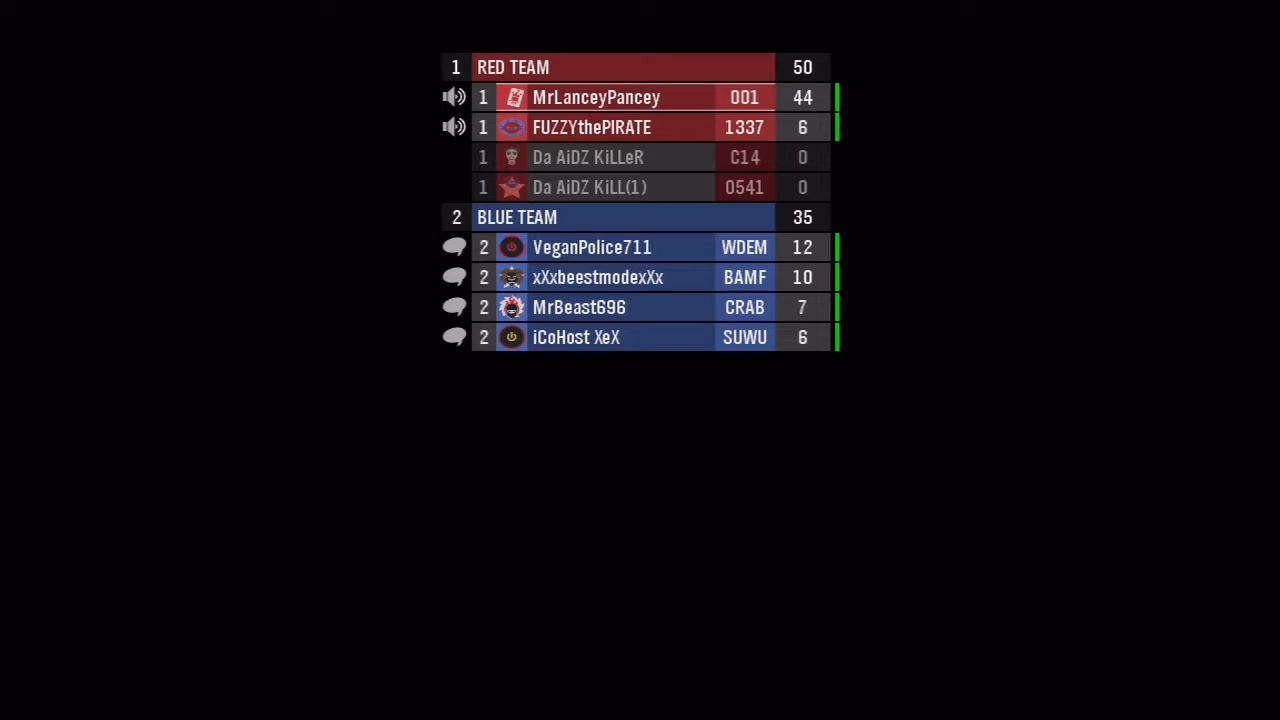 1 RED TEAM 50
1 MrLanceyPancey 001 44
1 FUZZYthePIRATE 1337 6
1 Da AiDZ KiLLeR C14 0
1 Da AiDZ KiLL(1) 0541 0
2 BLUE TEAM 35
2 VeganPolice711 WDEM 12
2 xXxbeestmodexXx BAMF 10
2 MrBeast696 CRAB 7
2 iCoHost XeX SUWU 6